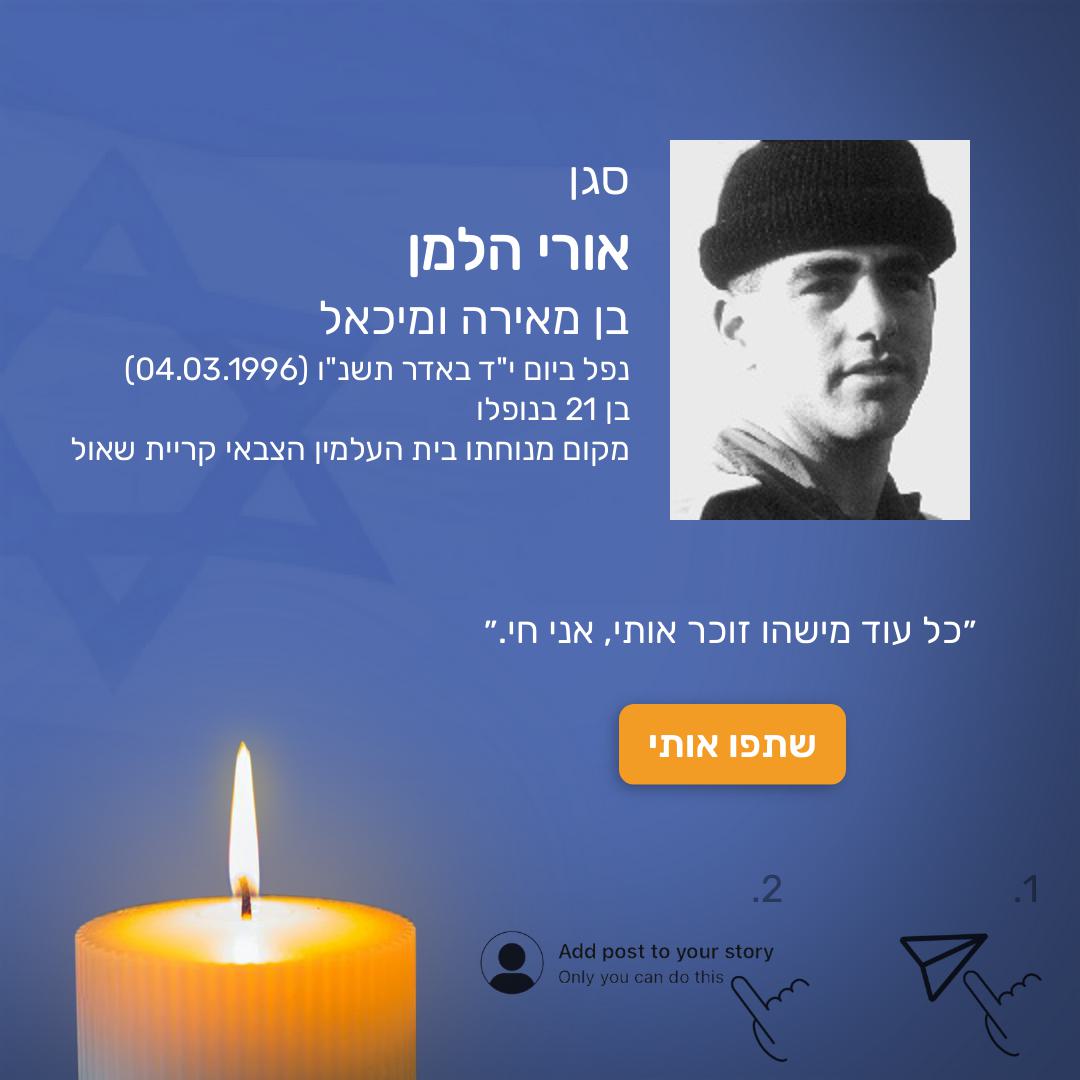 סגן
אורי הלמן
בן מאירה ומיכאל
נפל ביום י"ד באדר תשנ"ו (04.03.1996)
בן 21 בנופלו
מקום מנוחתו בית העלמין הצבאי קריית שאול
״כל עוד מישהו זוכר אותי, אני חי.״
שתפו אותי
.1
.2
Add post to your story
Only you can do this